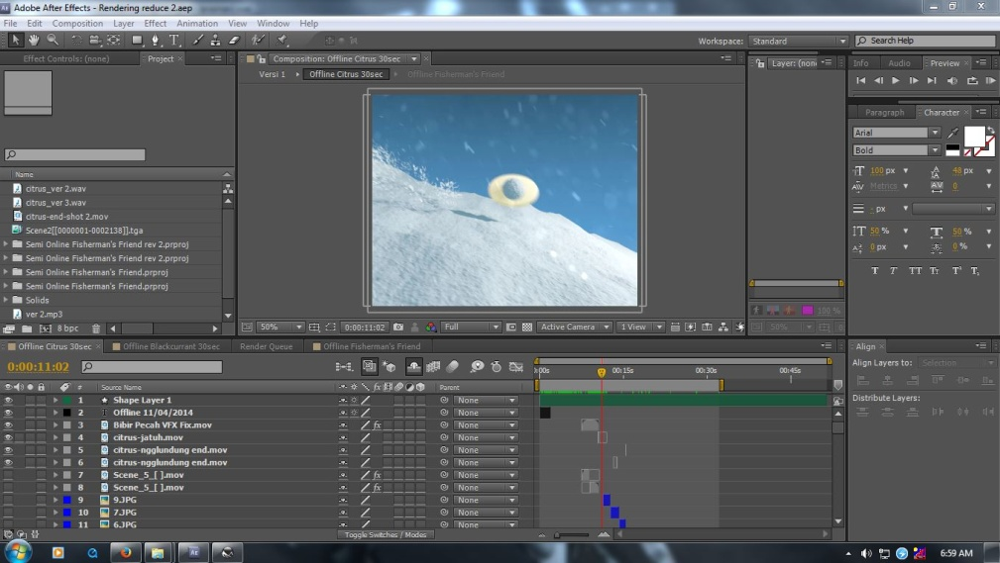 Adobe After Effects - Rendering reduce 2.aep
File Edit Composition Layer Effect Animation View Window Help
Workspace: Standard Search Help
Effect Controls: (none) Project
Composition: Offline Citrus 30sec
Layer: (none)
Info Audio Preview
Versi 1 Offline Citrus 30sec Offline Fisherman's Friend
Paragraph Character
Arial
Bold
100 px 48 px
Metrics 0
- px
50 % 50 %
0 px 0 %
T T TT Tt T¹ T₁
Name
citrus_ver 2.wav
citrus_ver 3.wav
citrus-end-shot 2.mov
Scene2[[0000001-0002138]].tga
Semi Online Fisherman's Friend rev 2.prproj
Semi Online Fisherman's Friend rev 2.prproj
Semi Online Fisherman's Friend.prproj
Semi Online Fisherman's Friend.prproj
Solids
ver 2.mp3
8 bpc
50% 0:00:11:02 Full Active Camera 1 View
50% 100 %
Offline Citrus 30sec Offline Blackcurrant 30sec Render Queue Offline Fisherman's Friend
Align
Align Layers to: Selection
Distribute Layers:
0:00:11:02
00s 00:15s 00:30s 00:45s
# Source Name Parent
1 Shape Layer 1 None
2 T Offline 11/04/2014 None
3 Bibir Pecah VFX Fix.mov fx None
4 citrus-jatuh.mov None
5 citrus-ngglundung end.mov None
6 citrus-ngglundung end.mov None
7 Scene_5_[ ].mov fx None
8 Scene_5_[ ].mov fx None
9 9.JPG None
10 7.JPG None
11 6.JPG None
Toggle Switches / Modes
6:59 AM